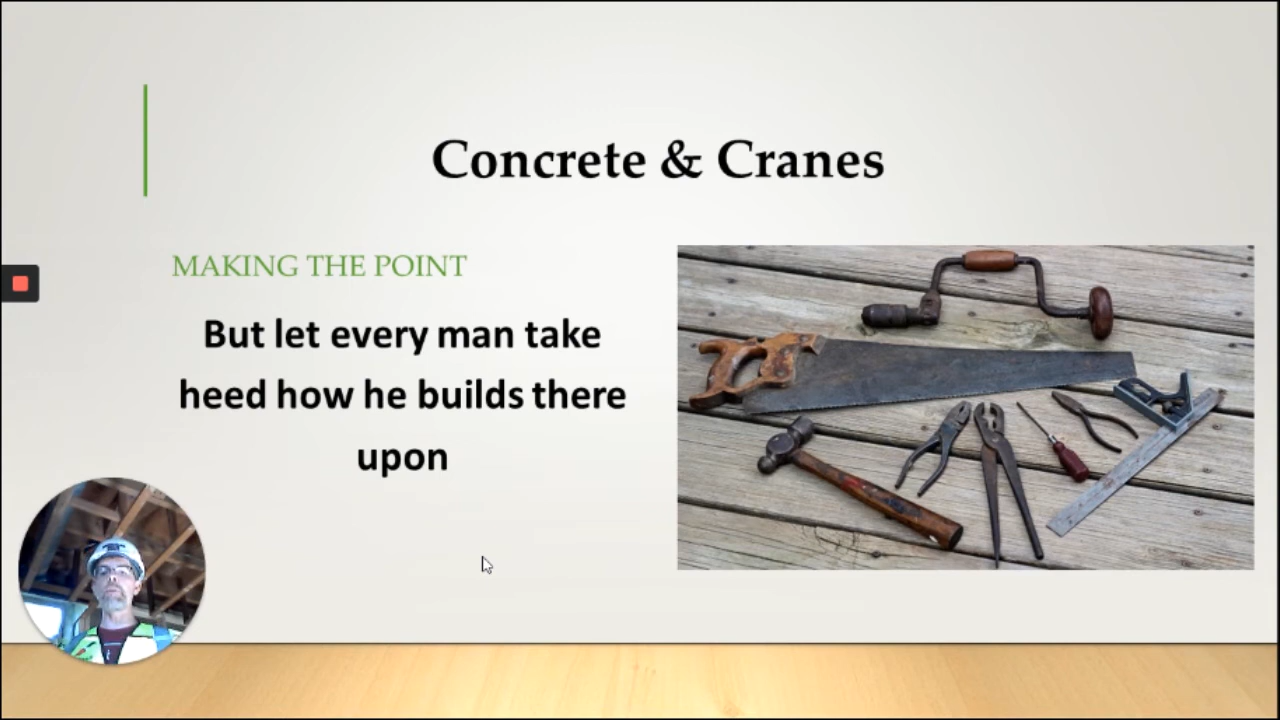 Concrete & Cranes
MAKING THE POINT
But let every man take
heed how he builds there
upon